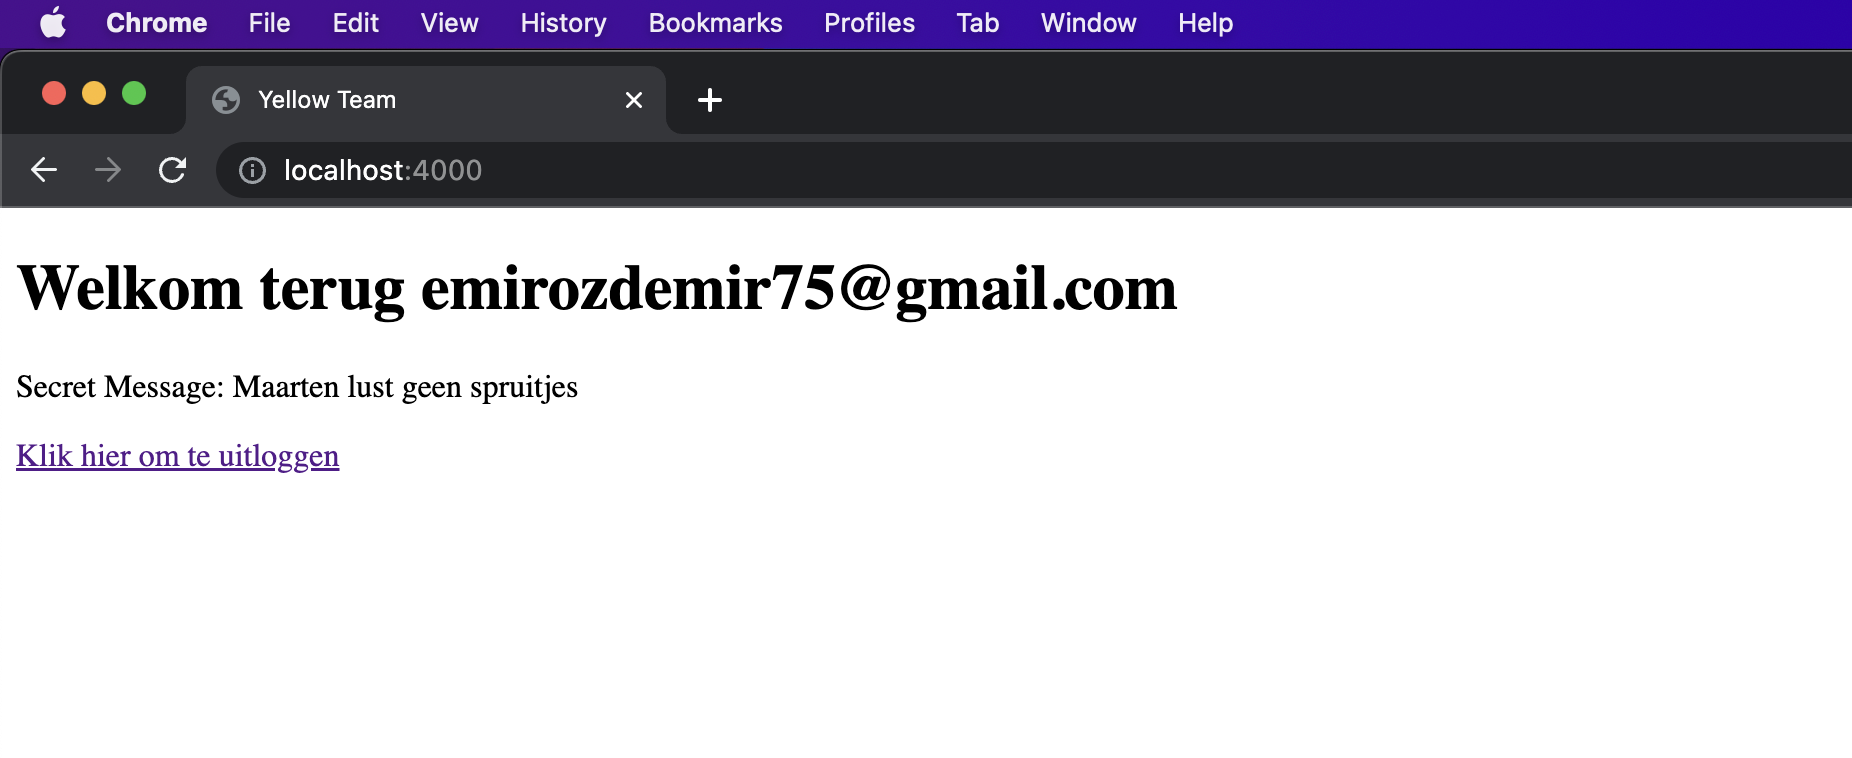 Chrome File Edit View History Bookmarks Profiles Tab Window Help
Yellow Team
localhost:4000
Welkom terug emirozdemir75@gmail.com
Secret Message: Maarten lust geen spruitjes
Klik hier om te uitloggen